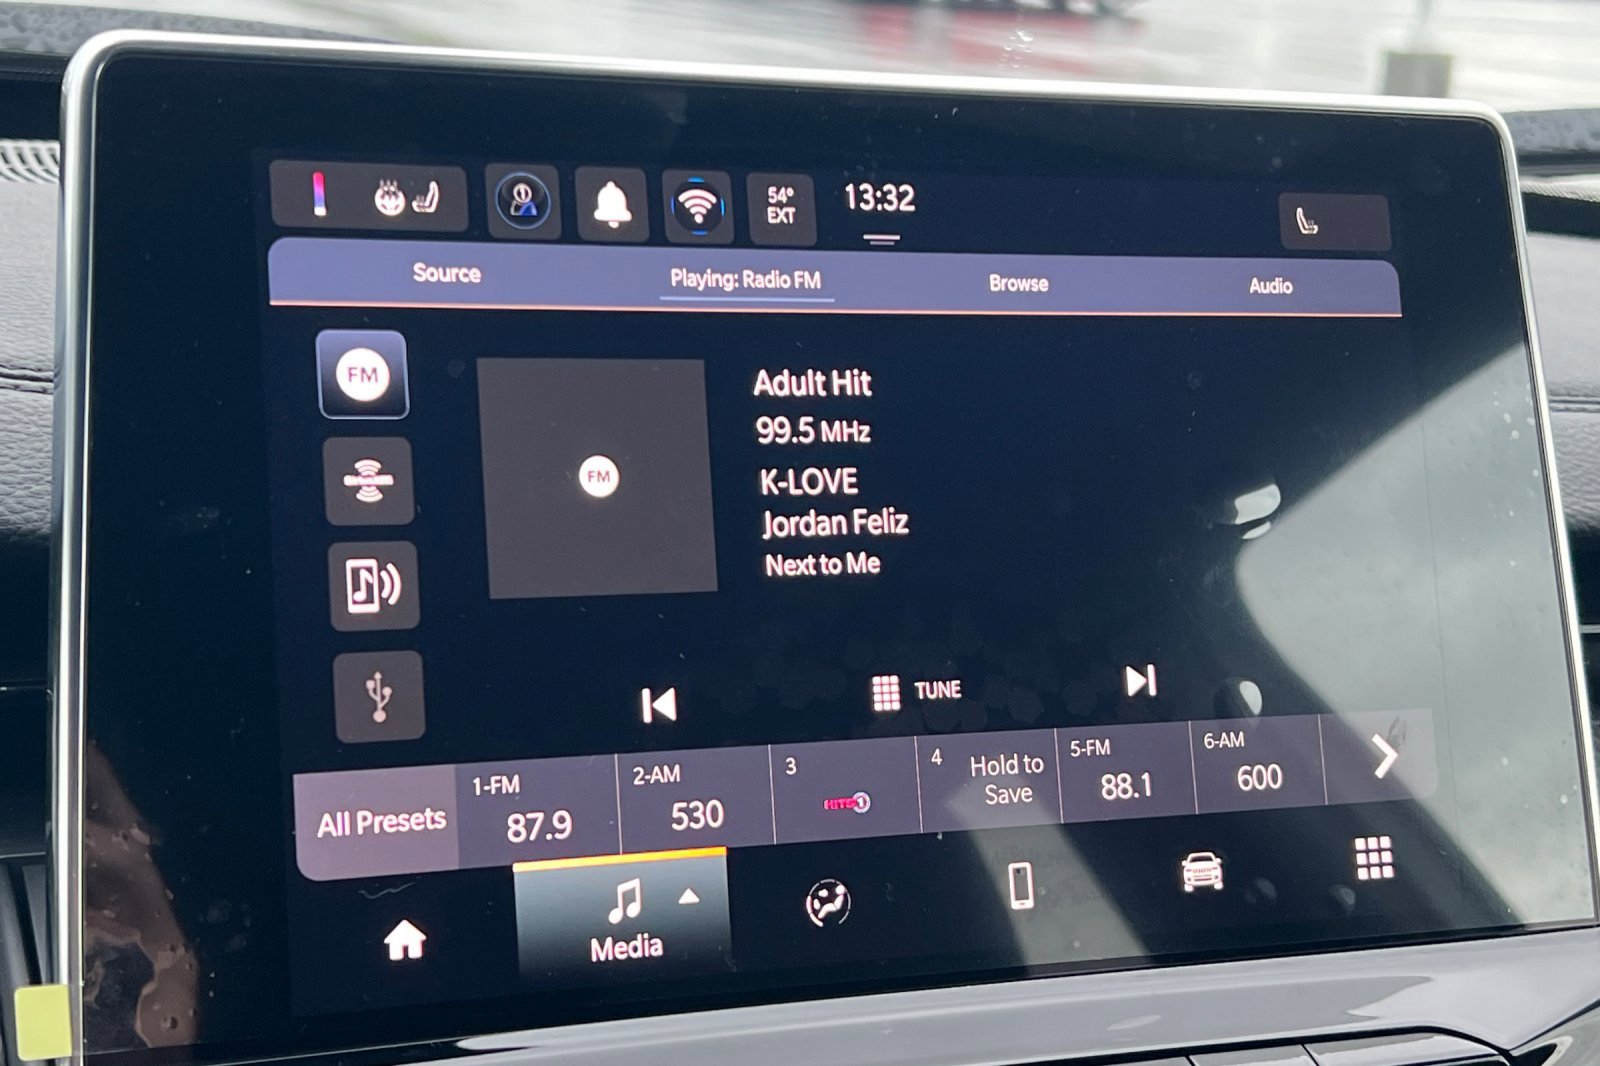 54°
EXT
13:32
Source
Playing: Radio FM
Browse
Audio
FM
FM
Adult Hit
99.5 MHz
K-LOVE
Jordan Feliz
Next to Me
TUNE
All Presets
1-FM
87.9
2-AM
530
3
HITS1
4
Hold to
Save
5-FM
88.1
6-AM
600
Media